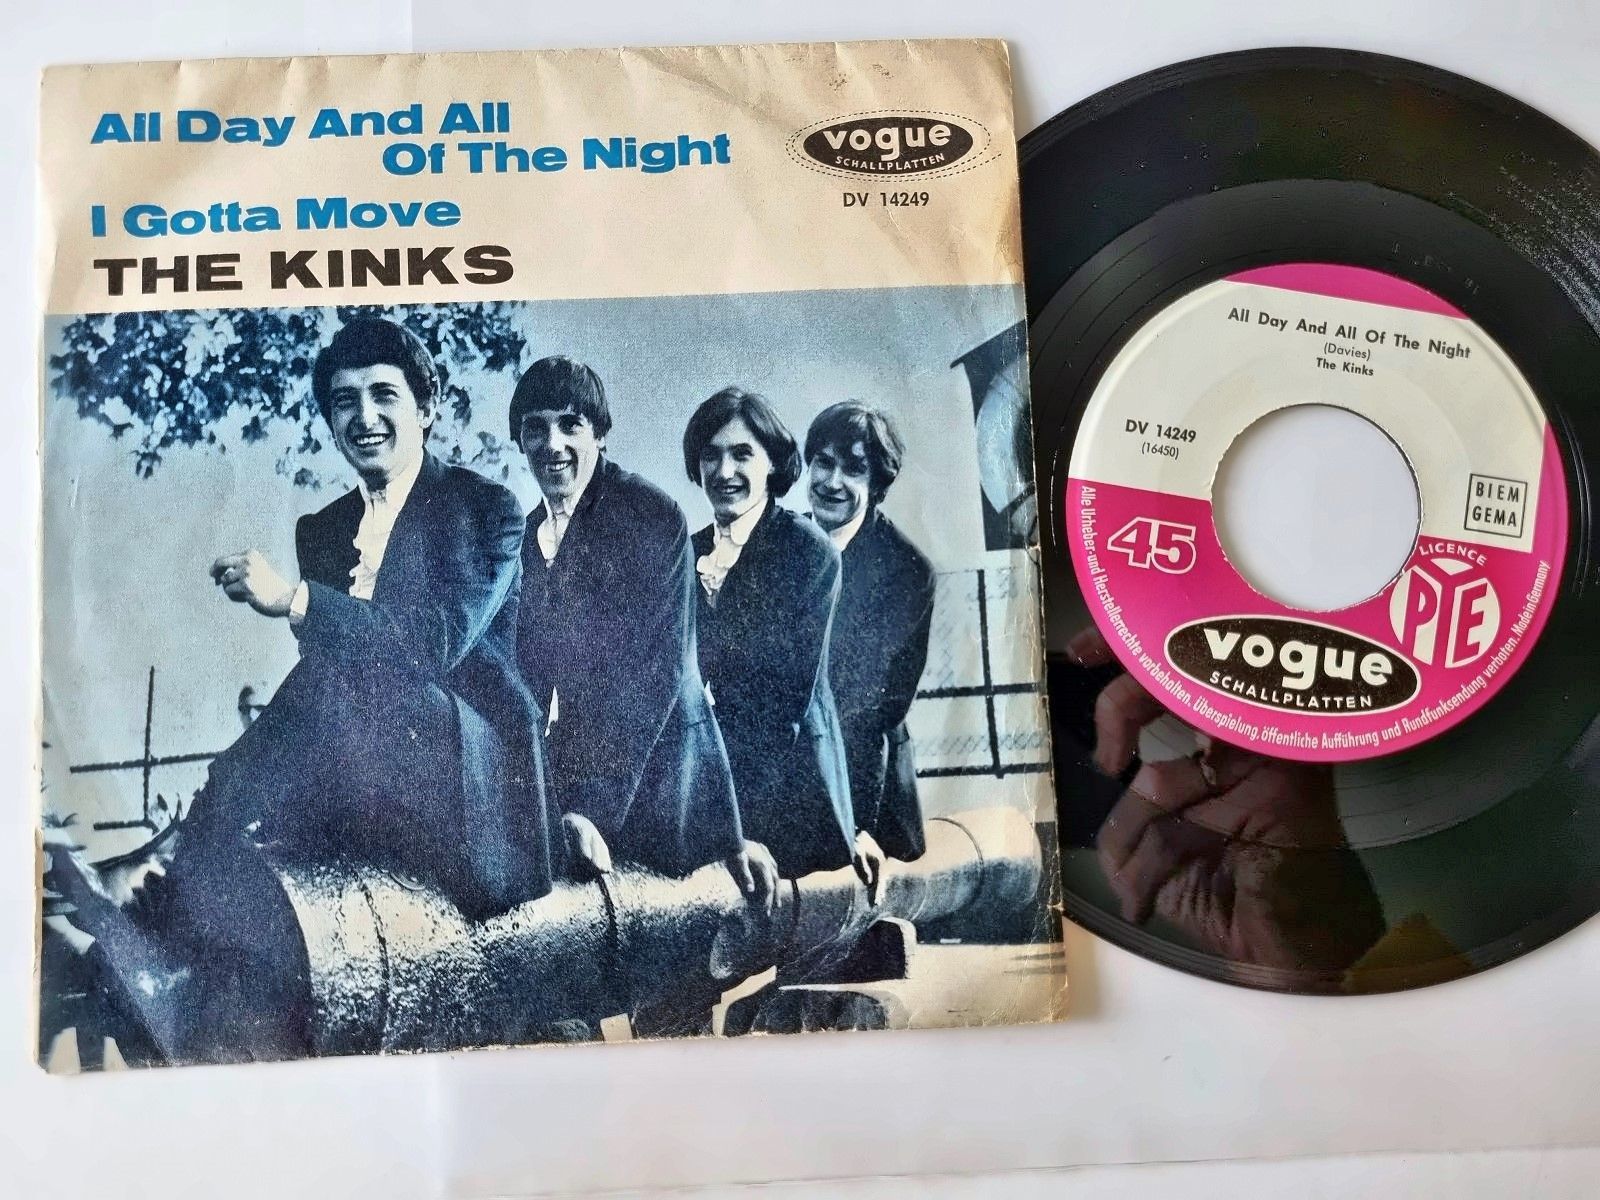 All Day And All
Of The Night
I Gotta Move
THE KINKS
vogue
SCHALLPLATTEN
DV 14249
All Day And All Of The Night
(Davies)
The Kinks
DV 14249
(16450)
BIEM
GEMA
45
LICENCE
PYE
vogue
SCHALLPLATTEN
Alle Urheber- und Herstellerrechte vorbehalten. Überspielung, öffentliche Aufführung und Rundfunksendung verboten. Made in Germany